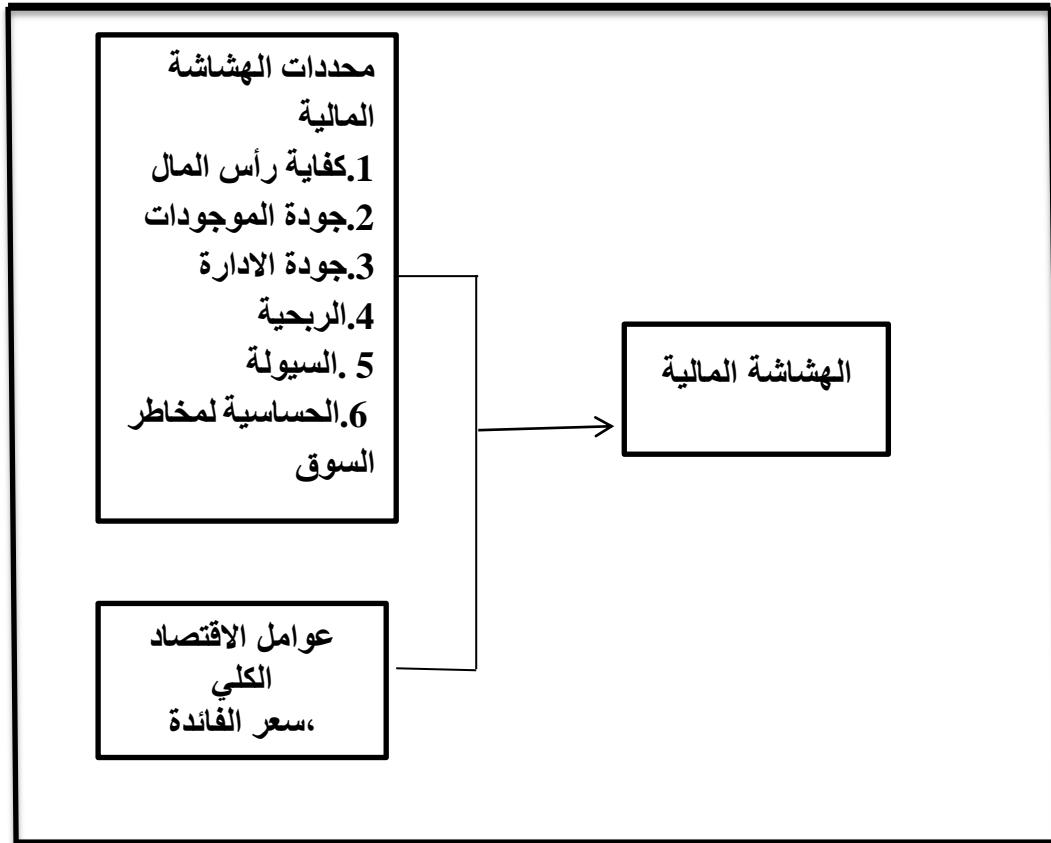 محددات الهشاشة
المالية
1.كفاية رأس المال
2.جودة الموجودات
3.جودة الادارة
4.الربحية
5 .السيولة
6.الحساسية لمخاطر
السوق
الهشاشة المالية
عوامل الاقتصاد
الكلي
،سعر الفائدة